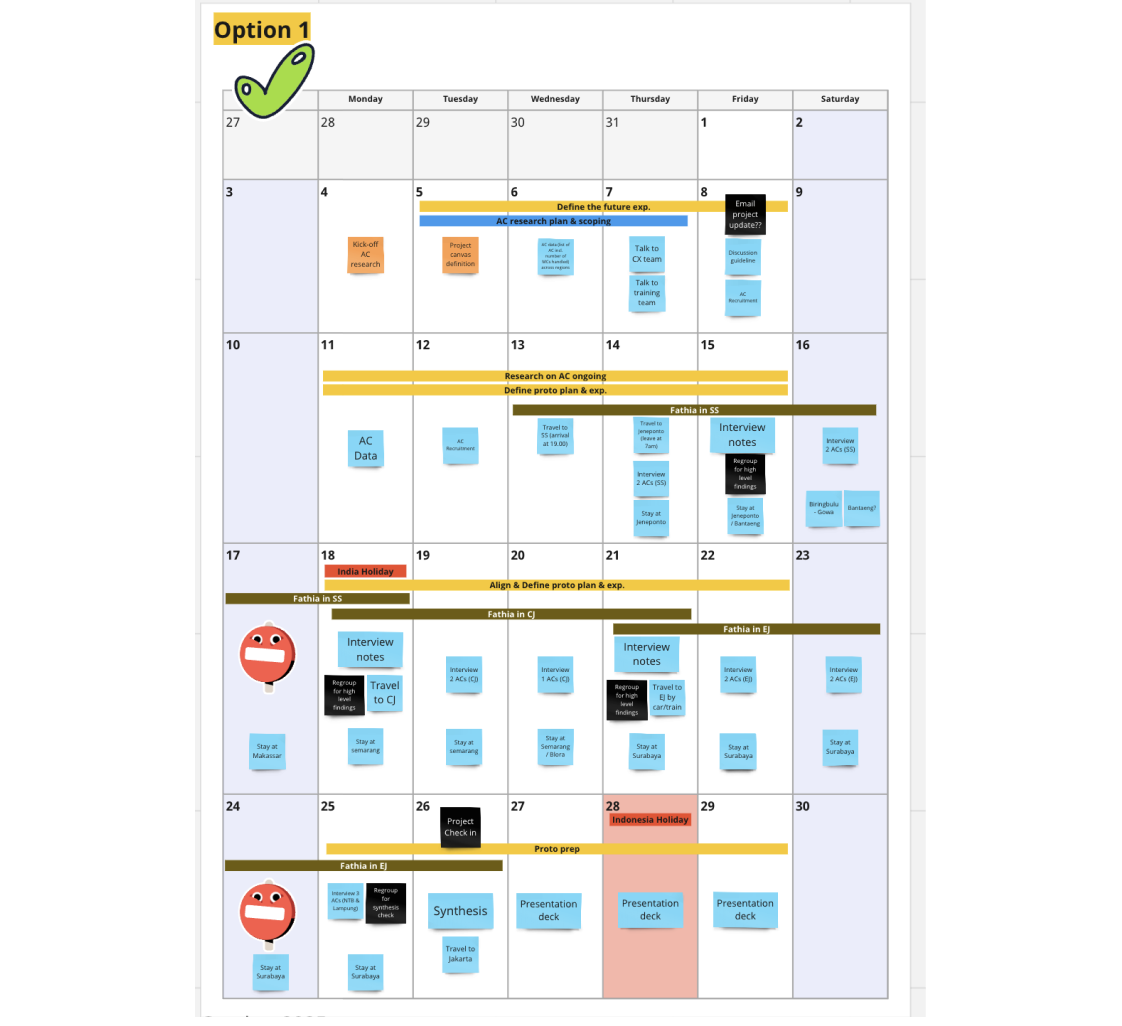 Option 1
Monday Tuesday Wednesday Thursday Friday Saturday
27 28 29 30 31 1 2
3 4 5 6 7 8 9
Define the future exp.
AC research plan & scoping
Email
project
update??
Kick-off
AC
research
Project
canvas
definition
number of
across regions
Talk to
CX team
Talk to
training
team
Discussion
guideline
AC
Recruitment
10 11 12 13 14 15 16
Research on AC ongoing
Define proto plan & exp.
Fathia in SS
AC
Data
AC
Recruitment
Travel to
SS (arrival
at 19.00)
Travel to
Jeneponto
(leave at
7am)
Interview
2 ACs (SS)
Stay at
Jeneponto
Interview
notes
Regroup
for high
level
findings
Stay at
Jeneponto
/ Bantaeng
Interview
2 ACs (SS)
Biringbulu
- Gowa
Bantaeng?
17 18 19 20 21 22 23
India Holiday
Align & Define proto plan & exp.
Fathia in SS
Fathia in CJ
Fathia in EJ
Stay at
Makassar
Interview
notes
Regroup
for high
level
findings
Travel
to CJ
Stay at
semarang
Interview
2 ACs (CJ)
Stay at
semarang
Interview
1 ACs (CJ)
Stay at
Semarang
/ Blora
Interview
notes
Regroup
for high
level
findings
Travel to
EJ by
car/train
Stay at
Surabaya
Interview
2 ACs (EJ)
Stay at
Surabaya
Interview
2 ACs (EJ)
Stay at
Surabaya
24 25 26 27 28 29 30
Project
Check in
Indonesia Holiday
Proto prep
Fathia in EJ
Stay at
Surabaya
Interview 3
ACs (NTB &
Lampung)
Regroup
for
synthesis
check
Stay at
Surabaya
Synthesis
Travel to
Jakarta
Presentation
deck
Presentation
deck
Presentation
deck